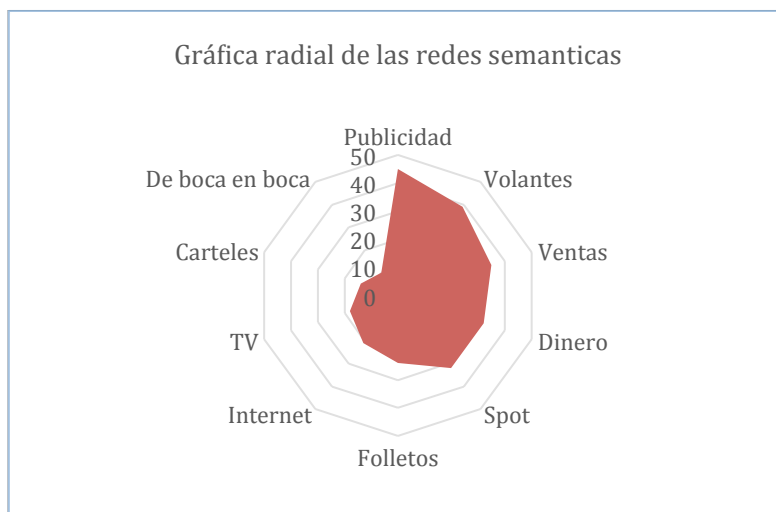 Gráfica radial de las redes semanticas
Publicidad
50
De boca en boca
40
Volantes
30
Carteles
20
Ventas
10
0
TV
Dinero
Internet
Spot
Folletos